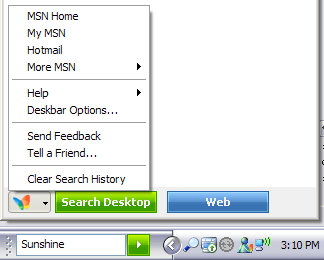 MSN Home
My MSN
Hotmail
More MSN
Help
Deskbar Options...
Send Feedback
Tell a Friend...
Clear Search History
Search Desktop
Web
Sunshine
3:10 PM